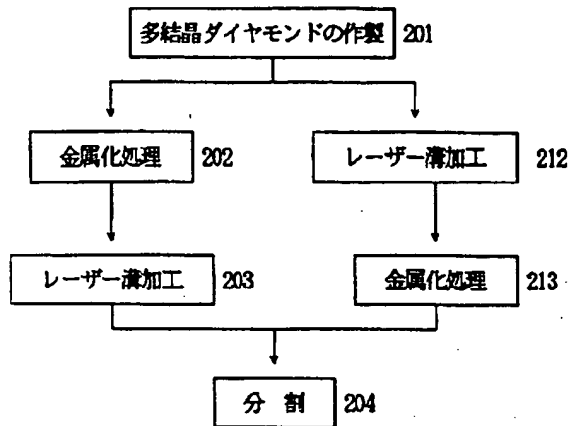 多結晶ダイヤモンドの作製 201
金属化処理 202
レーザー溝加工 212
レーザー溝加工 203
金属化処理 213
分 割 204